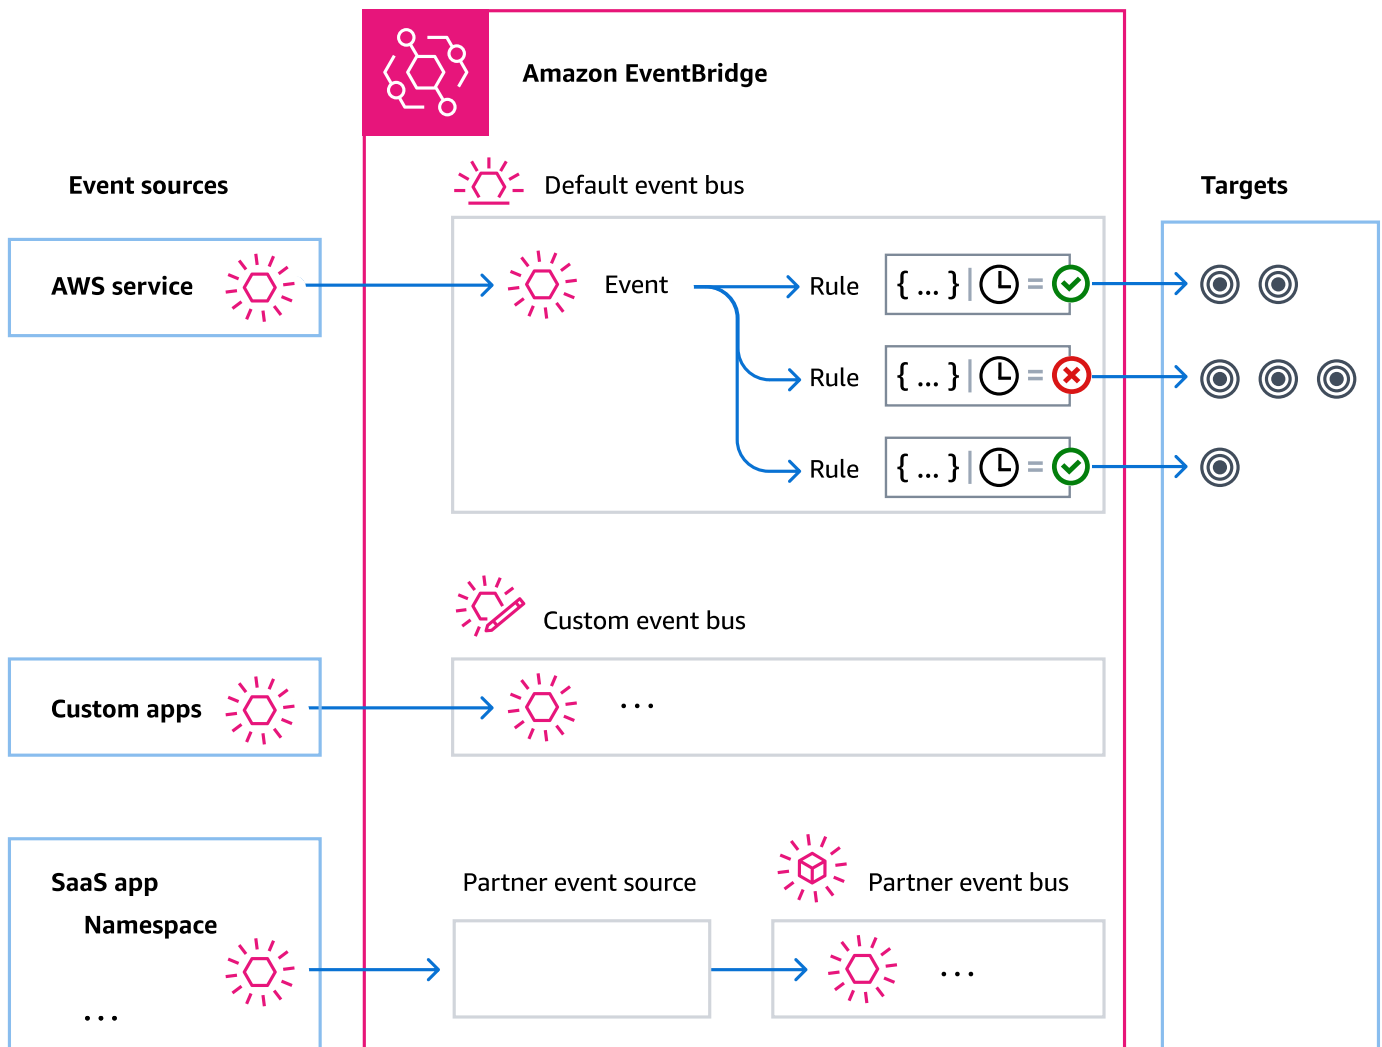 Amazon EventBridge
Event sources
Default event bus
Targets
AWS service
Event
Rule
{ ... } | =
Rule
{ ... } | =
Rule
{ ... } | =
Custom event bus
Custom apps
...
SaaS app
Namespace
...
Partner event source
Partner event bus
...